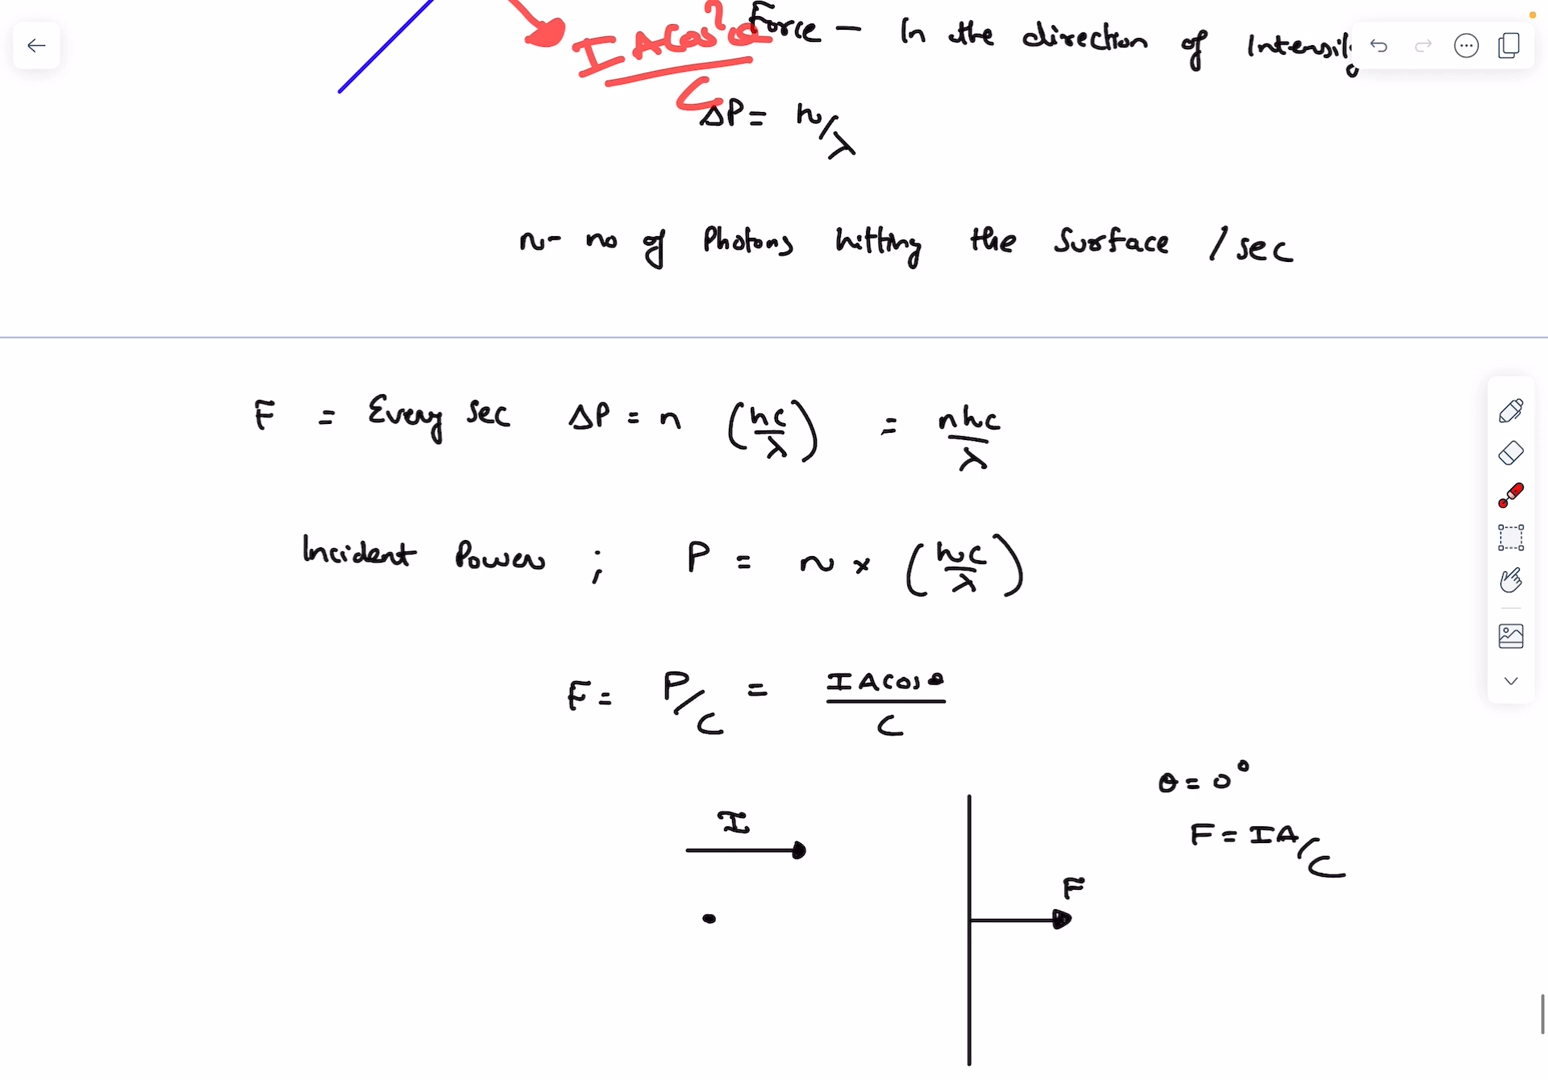 Force — In the direction of Intensity
I A Cos² θ / C
ΔP = h/λ
n - no of Photons hitting the Surface / sec
F = Every sec ΔP = n (hc/λ) = nhc/λ
Incident Power ; P = n × (hc/λ)
F = P/C = IA cos θ / C
θ = 0°
I
F = IA/C
F